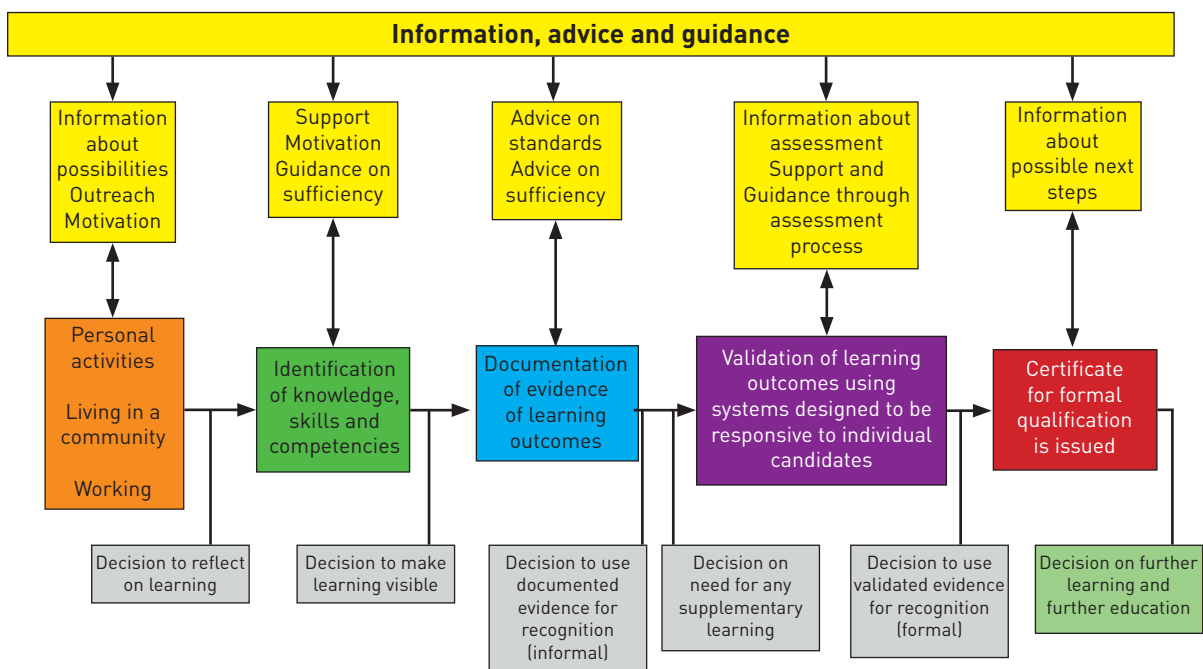 Information, advice and guidance
Information
about
possibilities
Outreach
Motivation
Support
Motivation
Guidance on
sufficiency
Advice on
standards
Advice on
sufficiency
Information about
assessment
Support and
Guidance through
assessment
process
Information
about
possible next
steps
Personal
activities
Living in a
community
Working
Identification
of knowledge,
skills and
competencies
Documentation
of evidence
of learning
outcomes
Validation of learning
outcomes using
systems designed to be
responsive to individual
candidates
Certificate
for formal
qualification
is issued
Decision to reflect
on learning
Decision to make
learning visible
Decision to use
documented
evidence for
recognition
(informal)
Decision on
need for any
supplementary
learning
Decision to use
validated evidence
for recognition
(formal)
Decision on further
learning and
further education